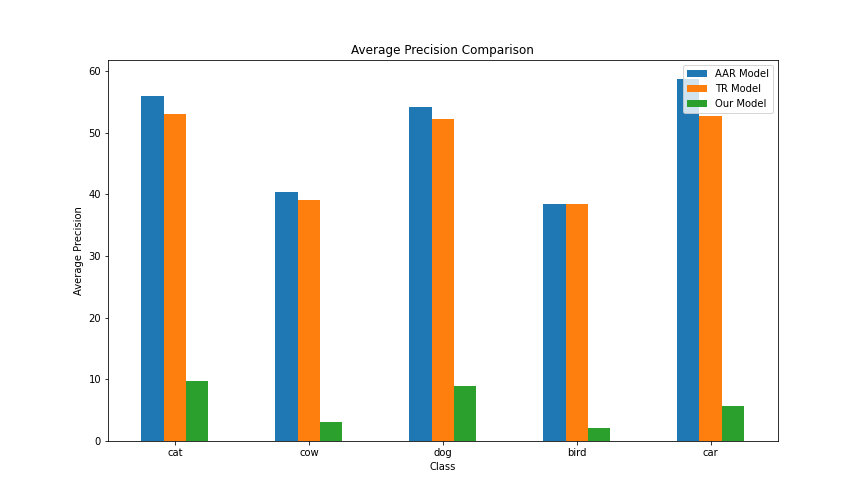 Average Precision Comparison
AAR Model
TR Model
Our Model
Average Precision
60
50
40
30
20
10
0
cat cow dog bird car
Class